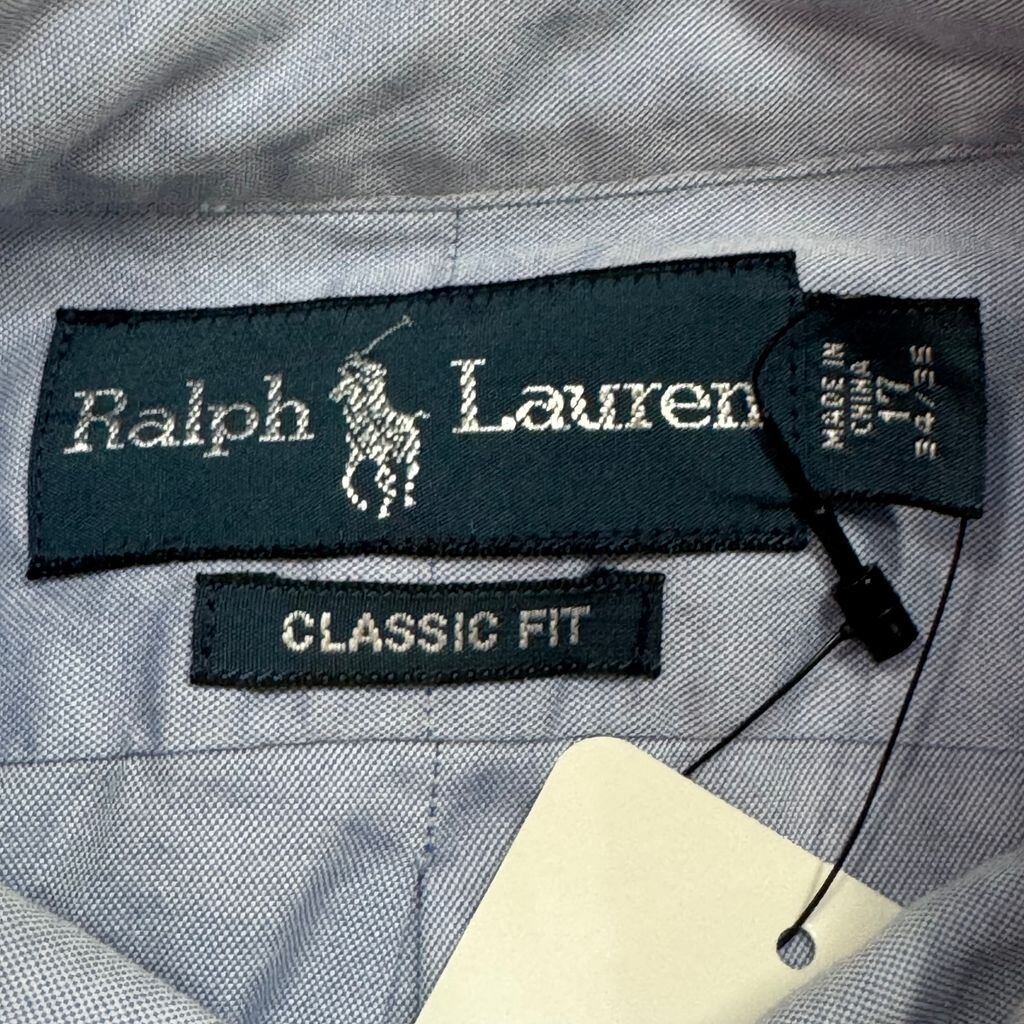 Ralph Lauren
CLASSIC FIT
MADE IN
CHINA
17
34/35